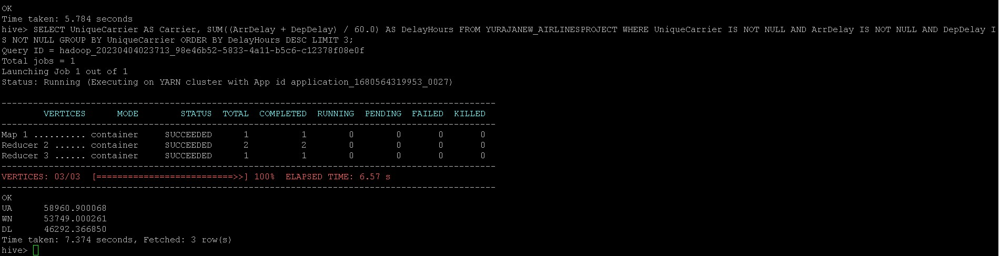 OK
Time taken: 5.784 seconds
hive> SELECT UniqueCarrier AS Carrier, SUM((ArrDelay + DepDelay) / 60.0) AS DelayHours FROM YURAJANEW_AIRLINESPROJECT WHERE UniqueCarrier IS NOT NULL AND ArrDelay IS NOT NULL AND DepDelay I
S NOT NULL GROUP BY UniqueCarrier ORDER BY DelayHours DESC LIMIT 3;
Query ID = hadoop_20230404023713_98e46b52-5833-4a11-b5c6-c12378f08e0f
Total jobs = 1
Launching Job 1 out of 1
Status: Running (Executing on YARN cluster with App id application_1680564319953_0027)
----------------------------------------------------------------------------------------------
VERTICES MODE STATUS TOTAL COMPLETED RUNNING PENDING FAILED KILLED
----------------------------------------------------------------------------------------------
Map 1 .......... container SUCCEEDED 1 1 0 0 0 0
Reducer 2 ...... container SUCCEEDED 2 2 0 0 0 0
Reducer 3 ...... container SUCCEEDED 1 1 0 0 0 0
----------------------------------------------------------------------------------------------
VERTICES: 03/03 [==========================>>] 100% ELAPSED TIME: 6.57 s
----------------------------------------------------------------------------------------------
OK
UA 58960.900068
WN 53749.000261
DL 46292.366850
Time taken: 7.374 seconds, Fetched: 3 row(s)
hive>